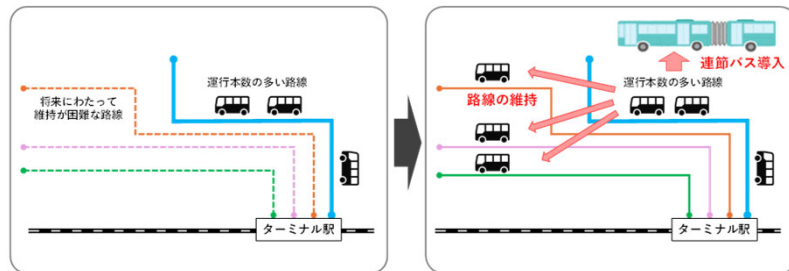 運行本数の多い路線
将来にわたって
維持が困難な路線
ターミナル駅
連節バス導入
運行本数の多い路線
路線の維持
ターミナル駅